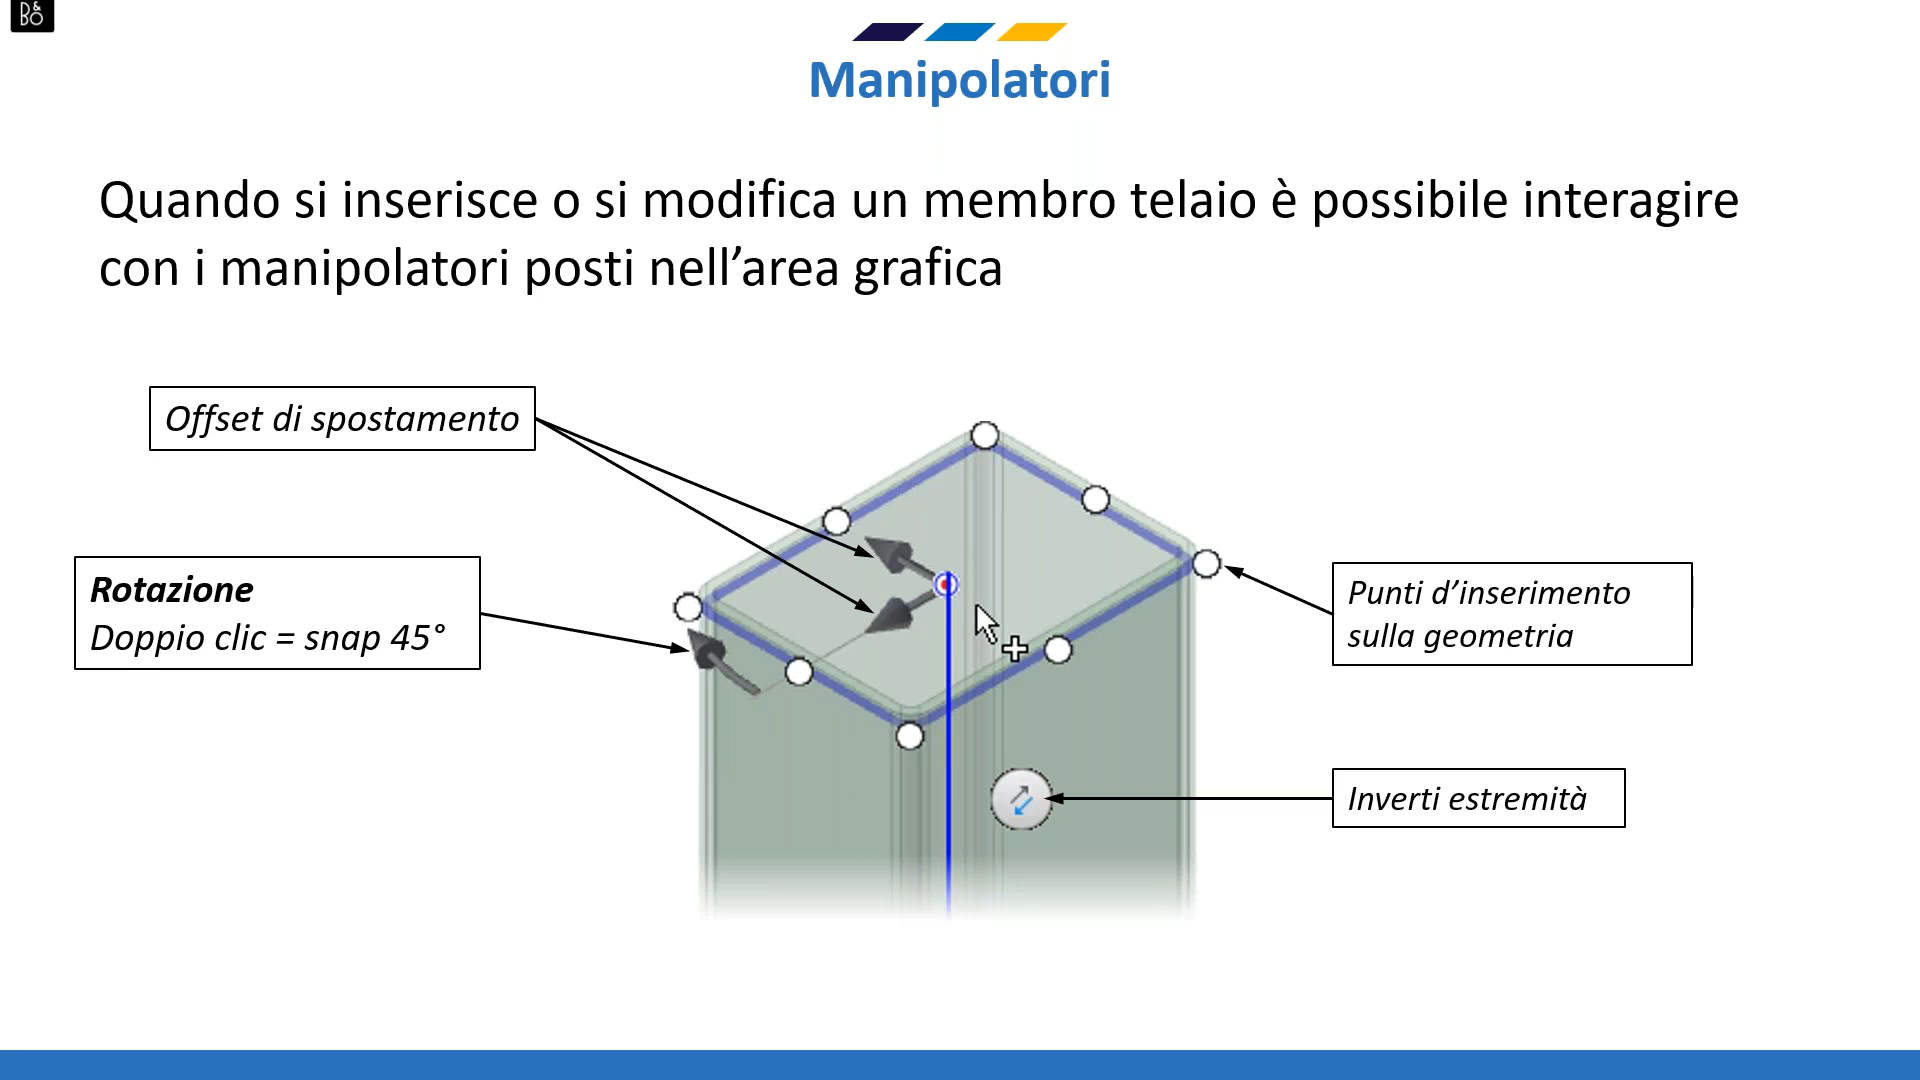 B&O
Manipolatori
Quando si inserisce o si modifica un membro telaio è possibile interagire
con i manipolatori posti nell’area grafica
Offset di spostamento
Rotazione
Doppio clic = snap 45°
Punti d’inserimento
sulla geometria
Inverti estremità